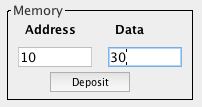 Memory
Address Data
10 30
Deposit